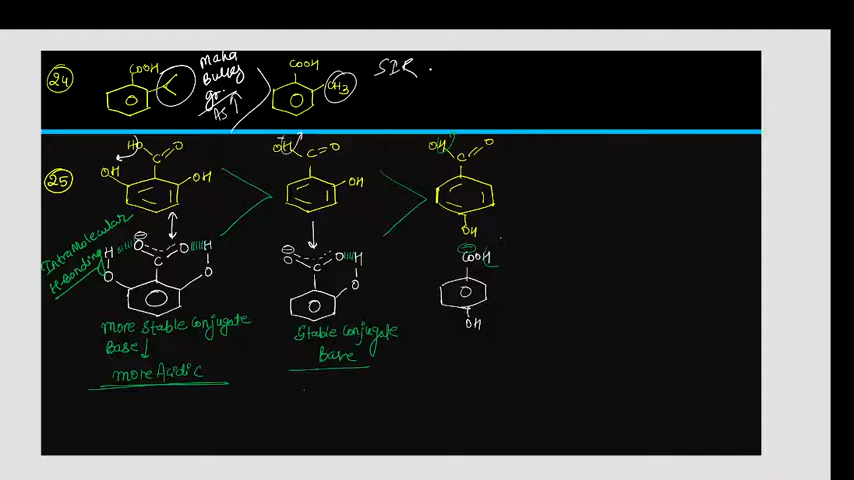 24
COOH
Maha
Bulky
gr.
AS↑
>
COOH
CH3
SIR.
25
HO
C
O
OH
OH
>
OH
C=O
OH
>
OH
C
O
OH
IntraMolecular
H-Bonding
H
O
C
O
H
O
O
O
C
O
H
O
COOH
OH
More Stable Conjugate
Base↓
more Acidic
Stable Conjugate
Base